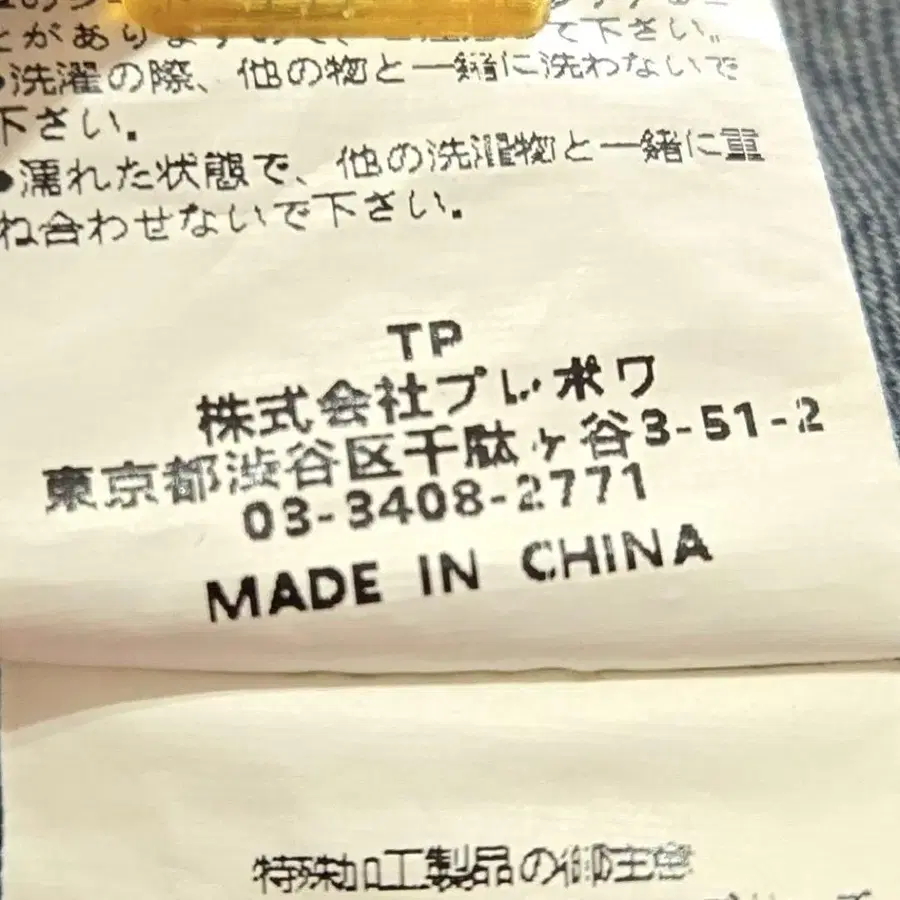 とがありますので、ご注意して下さい。
●洗濯の際、他の物と一緒に洗わないで
下さい。
●濡れた状態で、他の洗濯物と一緒に重
ね合わせないで下さい。
TP
株式会社プレポワ
東京都渋谷区千駄ヶ谷3-51-2
03-3408-2771
MADE IN CHINA
特殊加工製品の